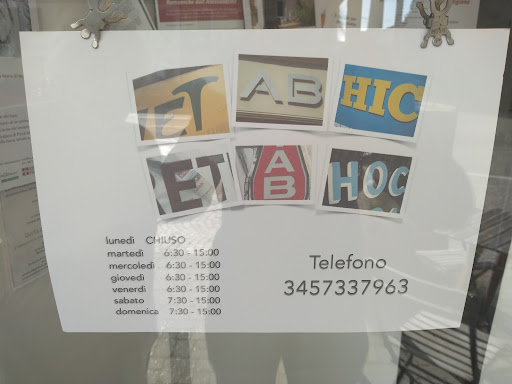 ET AB HIC
ET AB HOC
lunedì CHIUSO
martedì 6:30 - 15:00
mercoledì 6:30 - 15:00
giovedì 6:30 - 15:00
venerdì 6:30 - 15:00
sabato 7:30 - 15:00
domenica 7:30 - 15:00
Telefono
3457337963